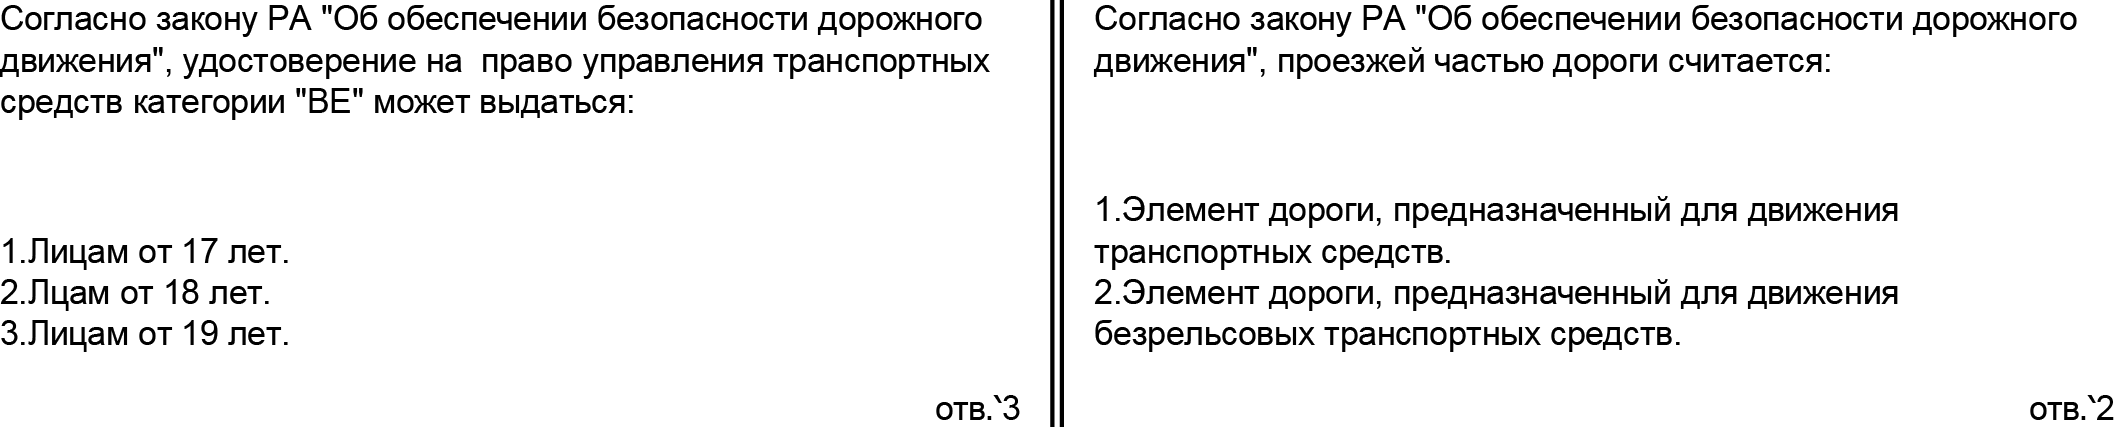 Согласно закону РА "Об обеспечении безопасности дорожного
движения", удостоверение на  право управления транспортных
средств категории "BE" может выдаться:
1.Лицам от 17 лет.
2.Лцам от 18 лет.
3.Лицам от 19 лет.
отв.՝3
Согласно закону РА "Об обеспечении безопасности дорожного
движения", проезжей частью дороги считается:
1.Элемент дороги, предназначенный для движения
транспортных средств.
2.Элемент дороги, предназначенный для движения
безрельсовых транспортных средств.
отв.՝2